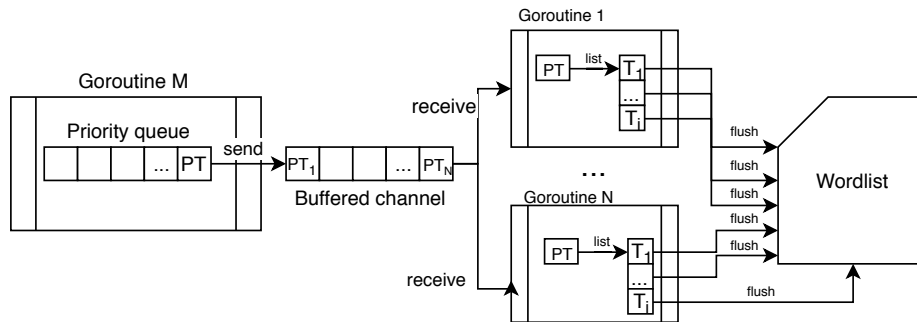 Goroutine M
Priority queue
... PT
send
PT1 ... PTN
Buffered channel
receive
receive
Goroutine 1
PT
list
T1
...
Ti
...
Goroutine N
PT
list
T1
...
Ti
flush
flush
flush
flush
flush
flush
Wordlist